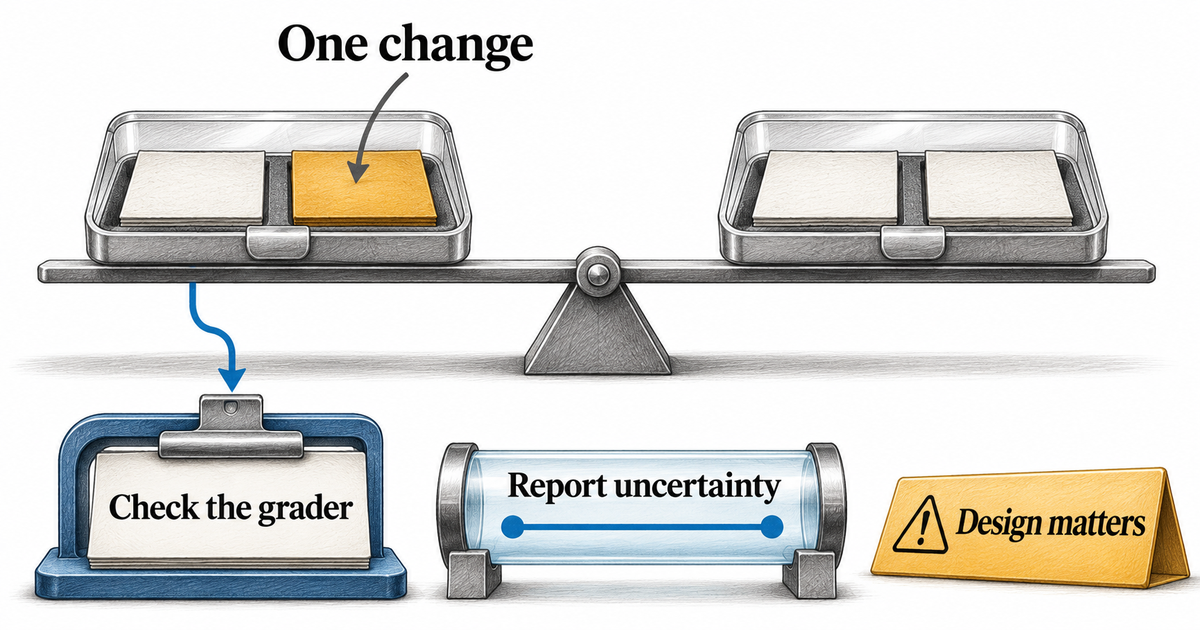 One change
Check the grader
Report uncertainty
Design matters